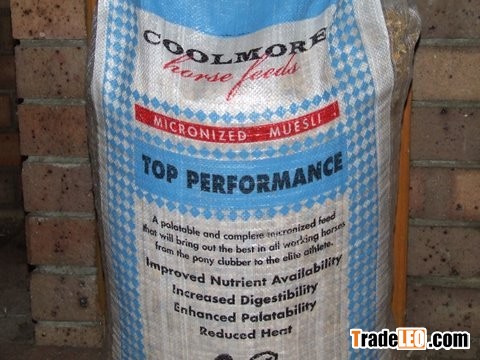 COOLMORE
horse feeds
MICRONIZED - MUESLI
TOP PERFORMANCE
A palatable and complete micronized feed
that will bring out the best in all working horses
from the pony clubber to the elite athlete.
Improved Nutrient Availability
Increased Digestibility
Enhanced Palatability
Reduced Heat
TradeLEO.com